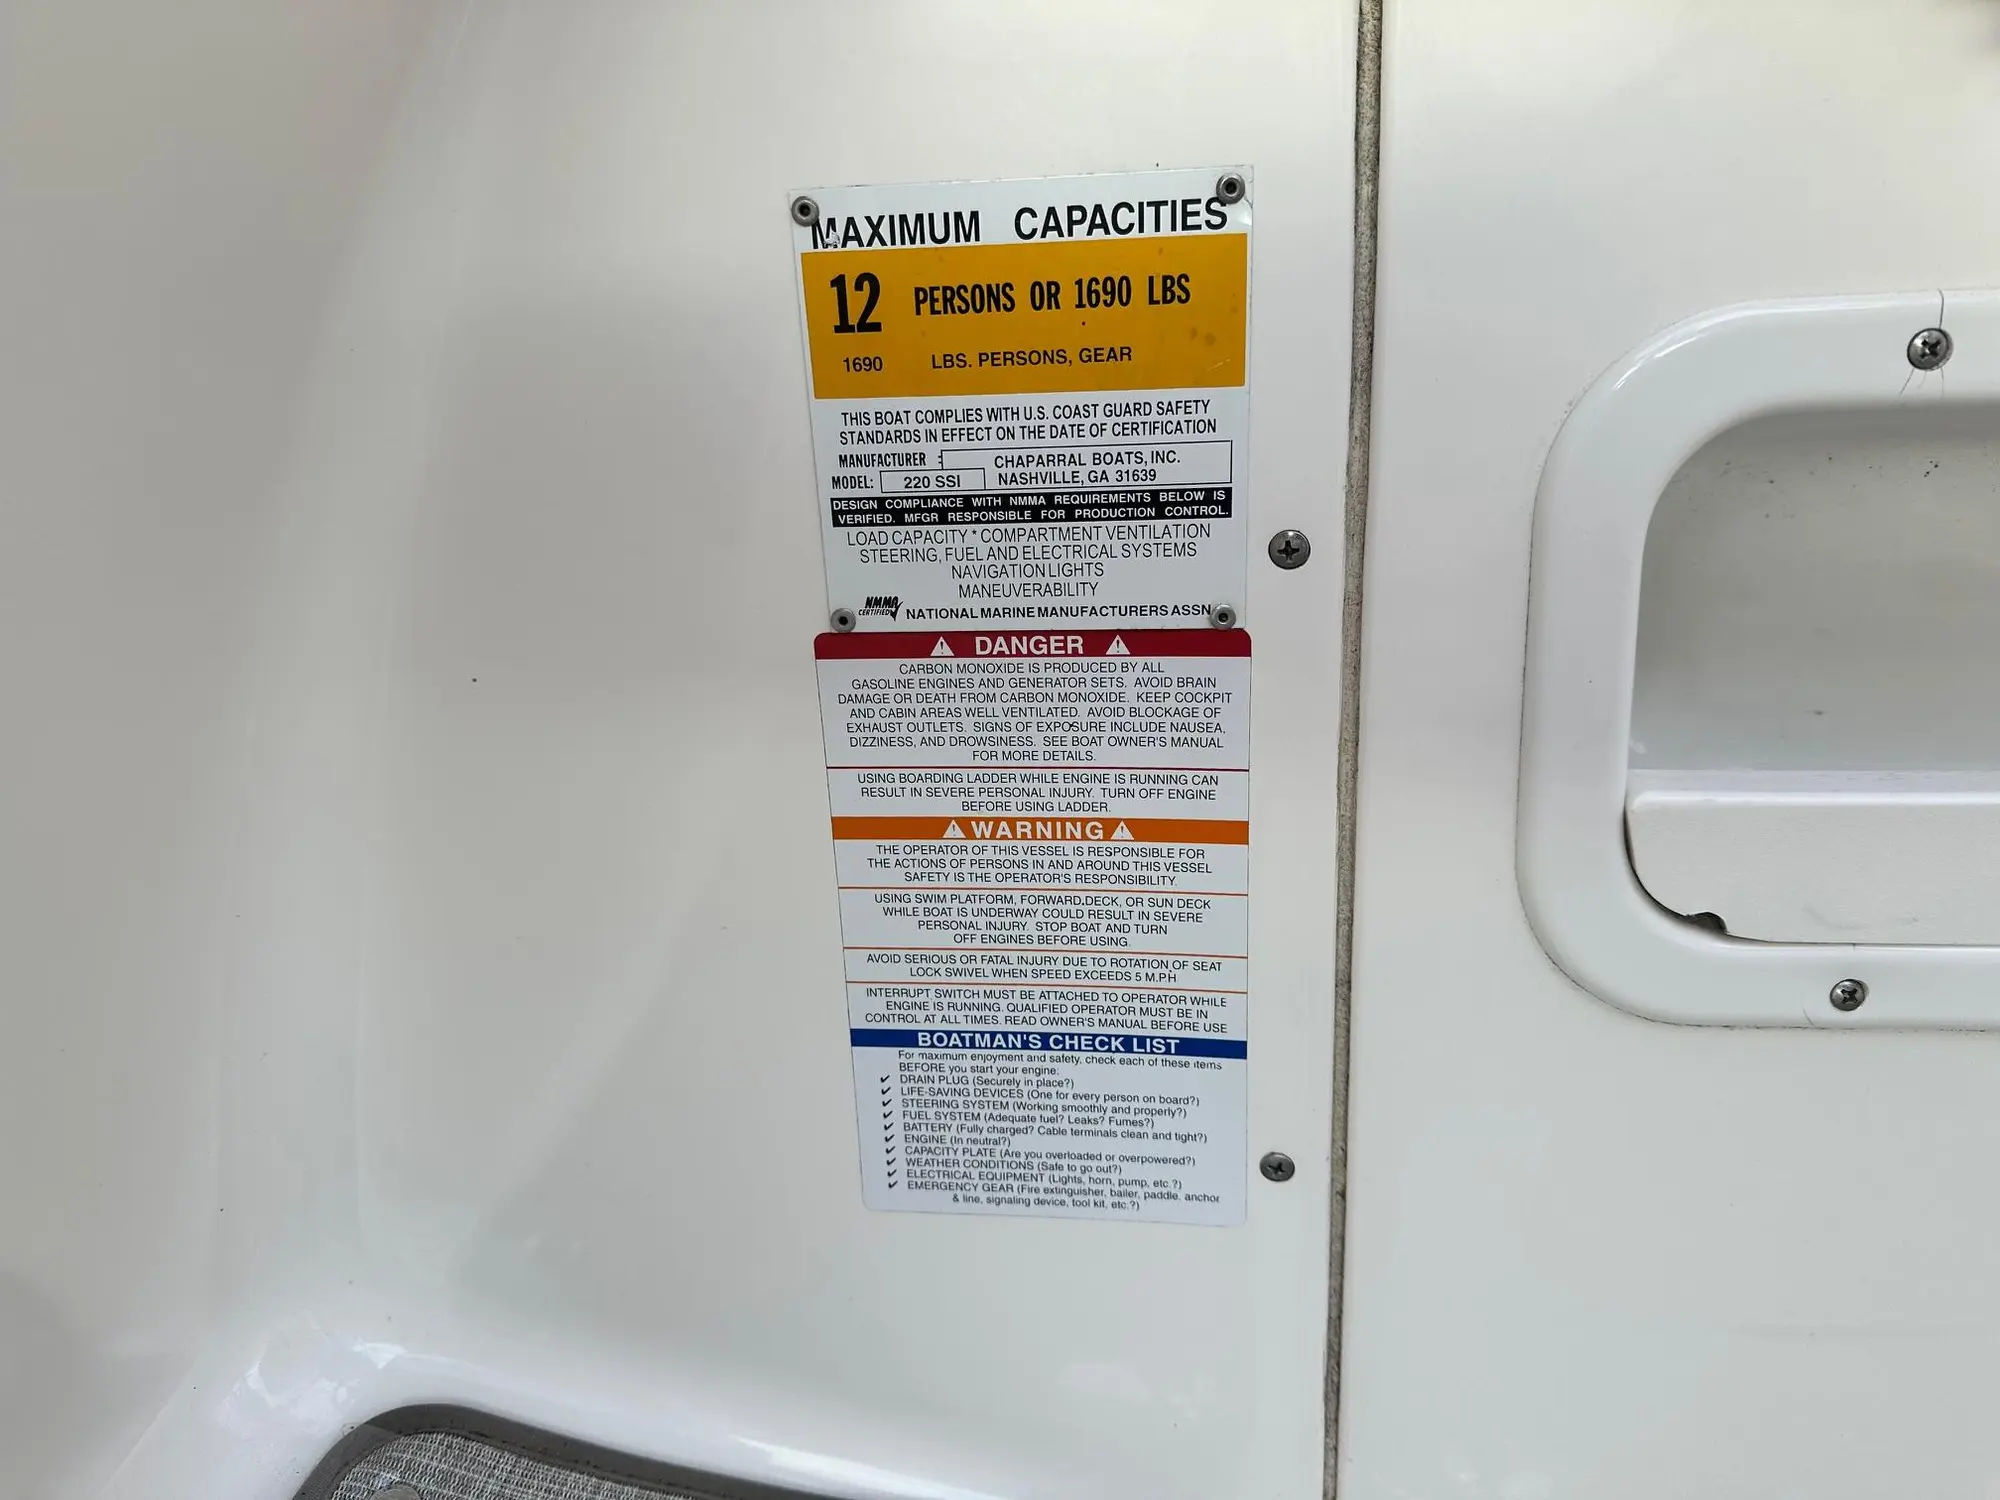 MAXIMUM CAPACITIES
12 PERSONS OR 1690 LBS
1690 LBS. PERSONS, GEAR
THIS BOAT COMPLIES WITH U.S. COAST GUARD SAFETY
STANDARDS IN EFFECT ON THE DATE OF CERTIFICATION
MANUFACTURER : CHAPARRAL BOATS, INC.
MODEL: 220 SSI NASHVILLE, GA 31639
DESIGN COMPLIANCE WITH NMMA REQUIREMENTS BELOW IS
VERIFIED. MFGR RESPONSIBLE FOR PRODUCTION CONTROL.
LOAD CAPACITY * COMPARTMENT VENTILATION
STEERING, FUEL AND ELECTRICAL SYSTEMS
NAVIGATION LIGHTS
MANEUVERABILITY
NMMA CERTIFIED NATIONAL MARINE MANUFACTURERS ASSN
DANGER
CARBON MONOXIDE IS PRODUCED BY ALL
GASOLINE ENGINES AND GENERATOR SETS. AVOID BRAIN
DAMAGE OR DEATH FROM CARBON MONOXIDE. KEEP COCKPIT
AND CABIN AREAS WELL VENTILATED. AVOID BLOCKAGE OF
EXHAUST OUTLETS. SIGNS OF EXPOSURE INCLUDE NAUSEA,
DIZZINESS, AND DROWSINESS. SEE BOAT OWNER'S MANUAL
FOR MORE DETAILS.
USING BOARDING LADDER WHILE ENGINE IS RUNNING CAN
RESULT IN SEVERE PERSONAL INJURY. TURN OFF ENGINE
BEFORE USING LADDER.
WARNING
THE OPERATOR OF THIS VESSEL IS RESPONSIBLE FOR
THE ACTIONS OF PERSONS IN AND AROUND THIS VESSEL
SAFETY IS THE OPERATOR'S RESPONSIBILITY.
USING SWIM PLATFORM, FORWARD DECK, OR SUN DECK
WHILE BOAT IS UNDERWAY COULD RESULT IN SEVERE
PERSONAL INJURY. STOP BOAT AND TURN
OFF ENGINES BEFORE USING.
AVOID SERIOUS OR FATAL INJURY DUE TO ROTATION OF SEAT
LOCK SWIVEL WHEN SPEED EXCEEDS 5 M.P.H
INTERRUPT SWITCH MUST BE ATTACHED TO OPERATOR WHILE
ENGINE IS RUNNING. QUALIFIED OPERATOR MUST BE IN
CONTROL AT ALL TIMES. READ OWNER'S MANUAL BEFORE USE
BOATMAN'S CHECK LIST
For maximum enjoyment and safety, check each of these items
BEFORE you start your engine:
✔ DRAIN PLUG (Securely in place?)
✔ LIFE-SAVING DEVICES (One for every person on board?)
✔ STEERING SYSTEM (Working smoothly and properly?)
✔ FUEL SYSTEM (Adequate fuel? Leaks? Fumes?)
✔ BATTERY (Fully charged? Cable terminals clean and tight?)
✔ ENGINE (In neutral?)
✔ CAPACITY PLATE (Are you overloaded or overpowered?)
✔ WEATHER CONDITIONS (Safe to go out?)
✔ ELECTRICAL EQUIPMENT (Lights, horn, pump, etc.?)
✔ EMERGENCY GEAR (Fire extinguisher, bailer, paddle, anchor
& line, signaling device, tool kit, etc.?)